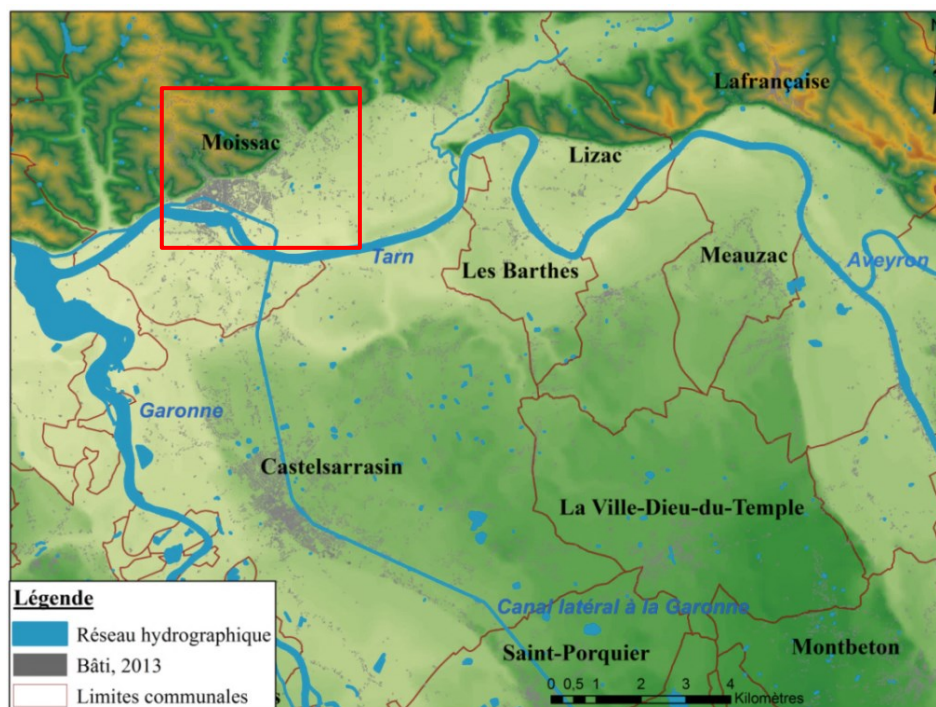 Lafrançaise
Moissac
Lizac
Tarn
Les Barthes
Meauzac
Aveyron
Garonne
Castelsarrasin
La Ville-Dieu-du-Temple
Canal latéral à la Garonne
Saint-Porquier
Montbeton
Légende
Réseau hydrographique
Bâti, 2013
Limites communales
0 0,5 1 2 3 4
Kilomètres